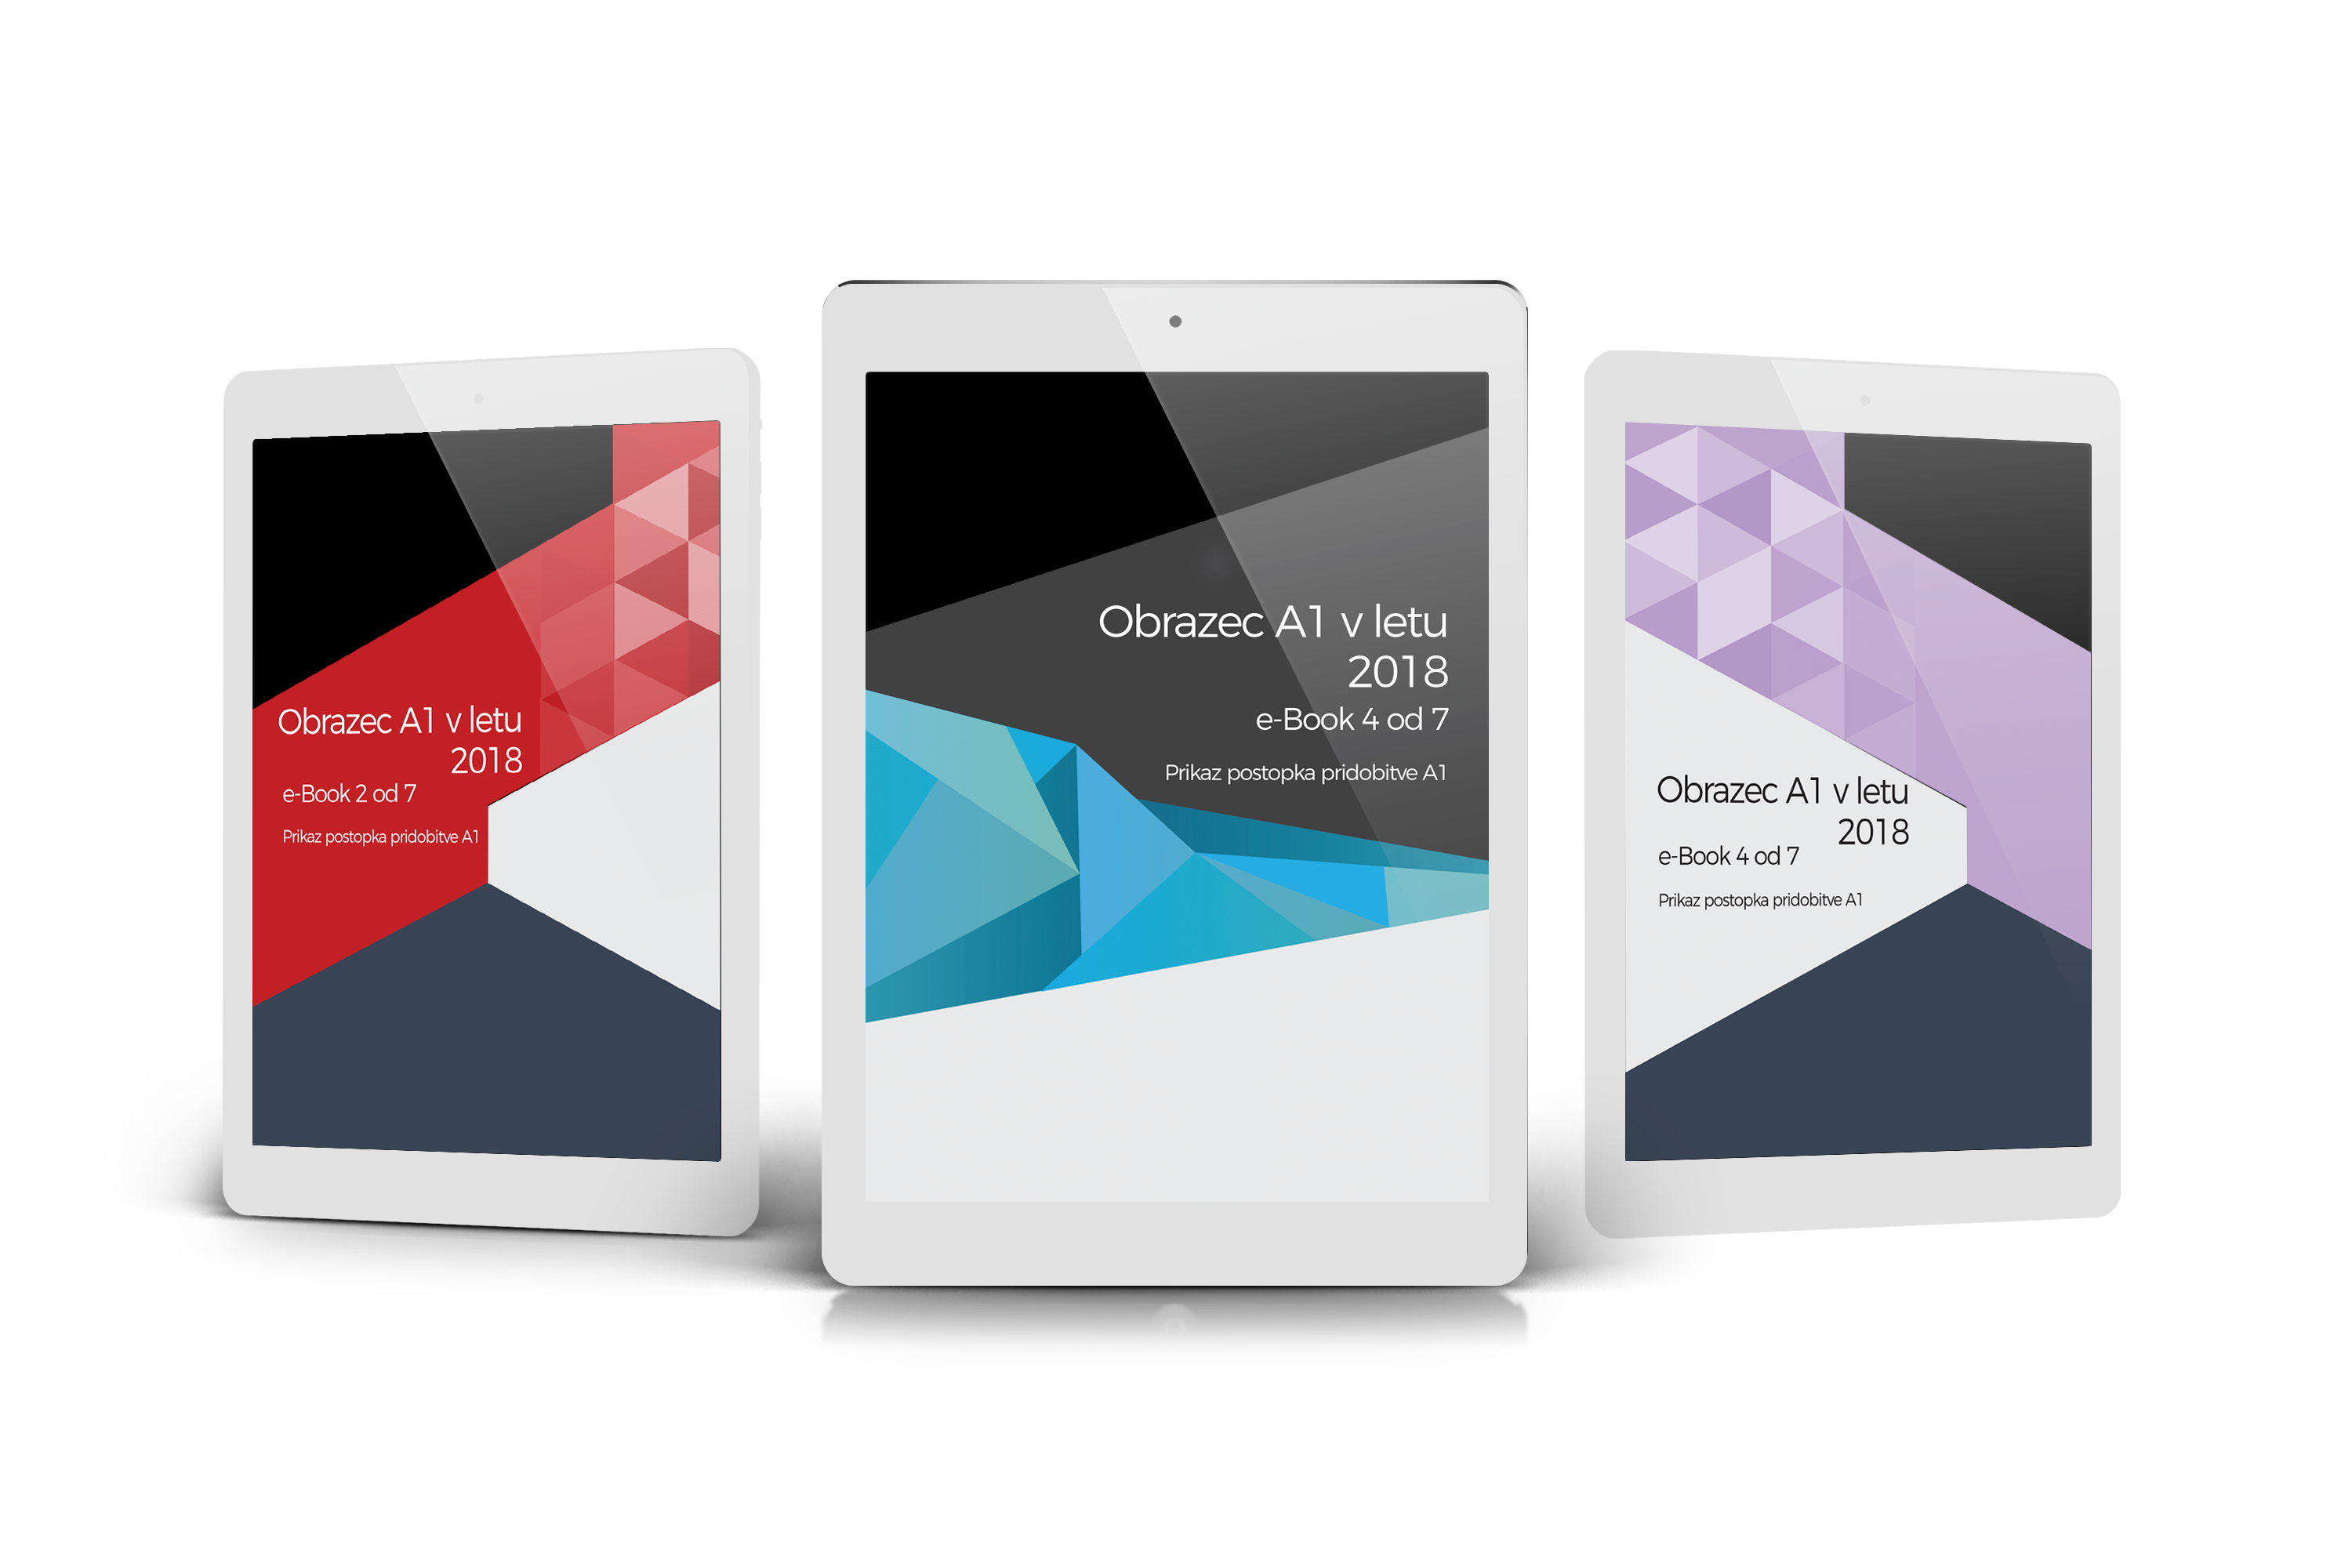 Obrazec A1 v letu
2018
e-Book 2 od 7
Prikaz postopka pridobitve A1
Obrazec A1 v letu
2018
e-Book 4 od 7
Prikaz postopka pridobitve A1
Obrazec A1 v letu
2018
e-Book 4 od 7
Prikaz postopka pridobitve A1